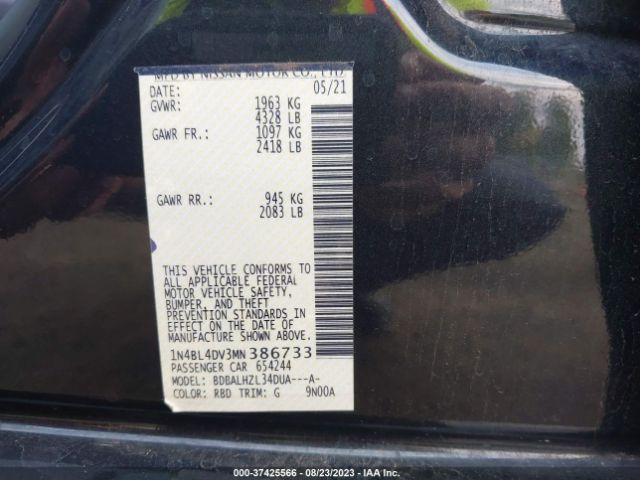 MFD BY NISSAN MOTOR CO., LTD.
DATE: 05/21
GVWR: 1963 KG
4328 LB
GAWR FR.: 1097 KG
2418 LB
GAWR RR.: 945 KG
2083 LB
THIS VEHICLE CONFORMS TO
ALL APPLICABLE FEDERAL
MOTOR VEHICLE SAFETY,
BUMPER, AND THEFT
PREVENTION STANDARDS IN
EFFECT ON THE DATE OF
MANUFACTURE SHOWN ABOVE.
1N4BL4DV3MN386733
PASSENGER CAR 654244
MODEL: BDBALHZL34DUA---A-
COLOR: RBD TRIM: G 9N00A
000-37425566 - 08/23/2023 - IAA Inc.